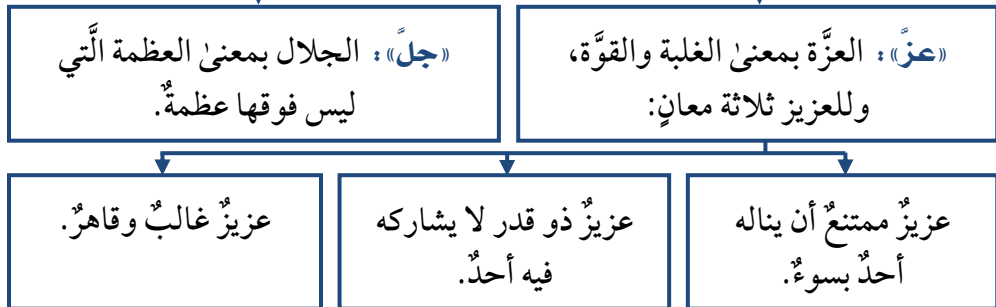 «عزَّ»: العزَّة بمعنىٰ الغلبة والقوَّة،
وللعزيز ثلاثة معانٍ:
«جلَّ»: الجلال بمعنىٰ العظمة الَّتي
ليس فوقها عظمةٌ.
عزيزٌ ممتنعٌ أن يناله
أحدٌ بسوءٌ.
عزيزٌ ذو قدر لا يشاركه
فيه أحدٌ.
عزيزٌ غالبٌ وقاهرٌ.